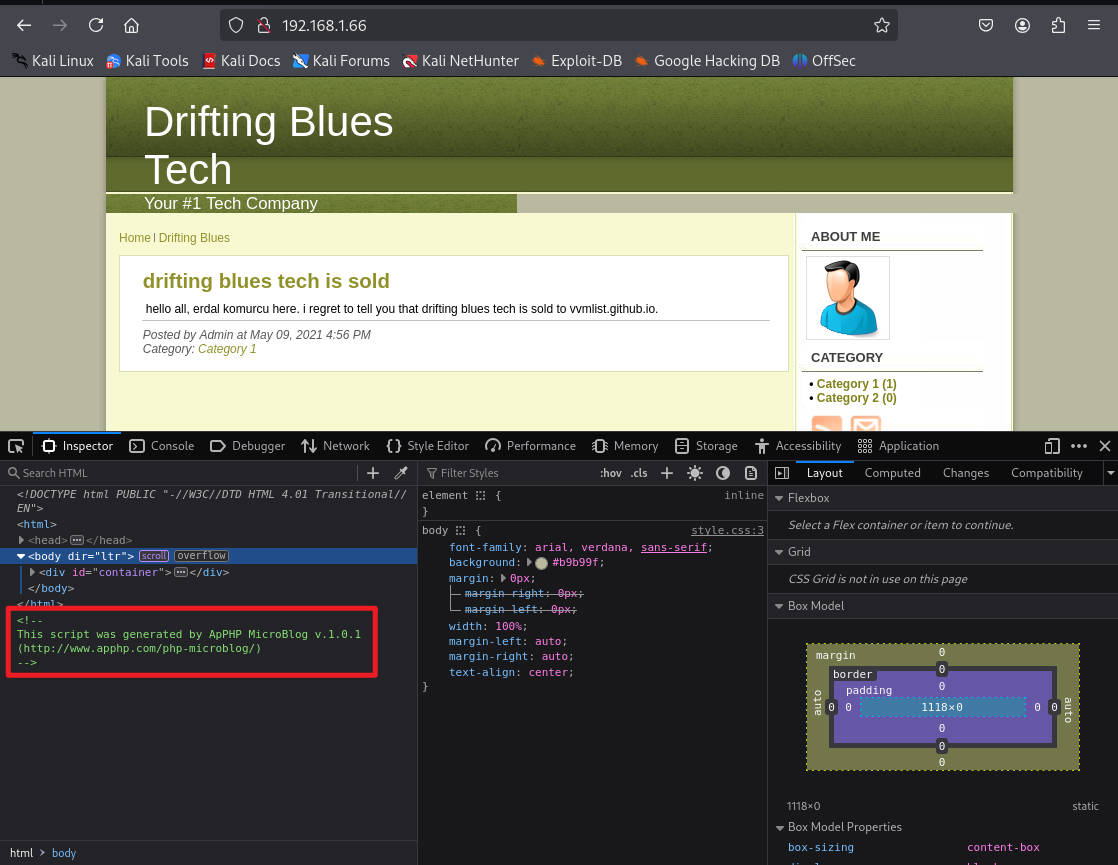 192.168.1.66
Kali Linux Kali Tools Kali Docs Kali Forums Kali NetHunter Exploit-DB Google Hacking DB OffSec
Drifting Blues
Tech
Your #1 Tech Company
Home | Drifting Blues
drifting blues tech is sold
hello all, erdal komurcu here. i regret to tell you that drifting blues tech is sold to vvmlist.github.io.
Posted by Admin at May 09, 2021 4:56 PM
Category: Category 1
ABOUT ME
CATEGORY
• Category 1 (1)
• Category 2 (0)
Inspector Console Debugger Network Style Editor Performance Memory Storage Accessibility Application
Search HTML
<!DOCTYPE html PUBLIC "-//W3C//DTD HTML 4.01 Transitional//
EN">
<html>
<head> </head>
<body dir="ltr"> scroll overflow
<div id="container"> </div>
</body>
</html>
<!--
This script was generated by ApPHP MicroBlog v.1.0.1
(http://www.apphp.com/php-microblog/)
-->
html > body
Filter Styles :hov .cls
element { inline
}
body { style.css:3
font-family: arial, verdana, sans-serif;
background: #b9b99f;
margin: 0px;
margin-right: 0px;
margin-left: 0px;
width: 100%;
margin-left: auto;
margin-right: auto;
text-align: center;
}
Layout Computed Changes Compatibility
Flexbox
Select a Flex container or item to continue.
Grid
CSS Grid is not in use on this page
Box Model
margin 0
border 0
padding 0
auto 0 0 1118×0 0 0 auto
0
0
0
1118×0 static
Box Model Properties
box-sizing content-box